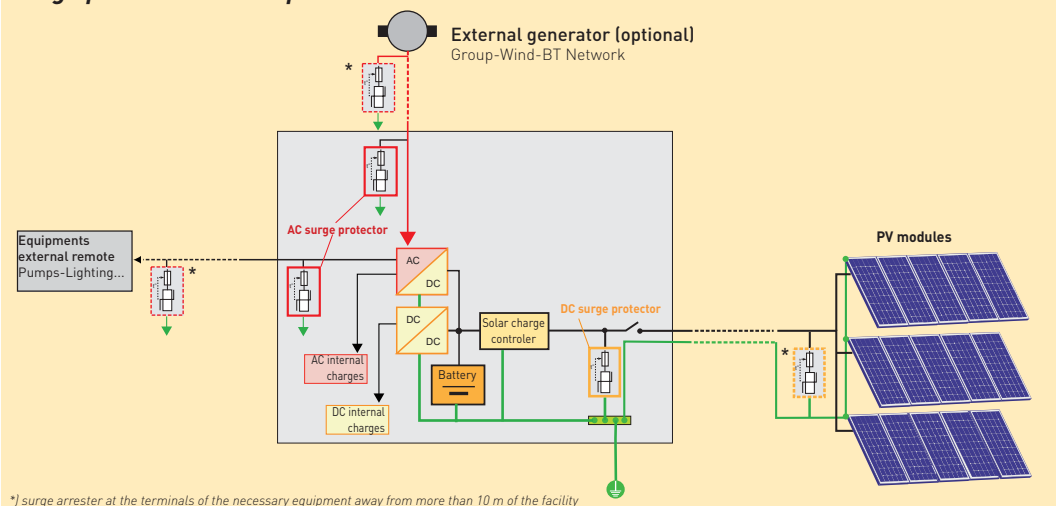 External generator (optional)
Group-Wind-BT Network
*
AC surge protector
Equipments
external remote
Pumps-Lighting...
*
AC
DC
DC
DC
Solar charge
controler
DC surge protector
PV modules
*
AC internal
charges
Battery
DC internal
charges
*) surge arrester at the terminals of the necessary equipment away from more than 10 m of the facility